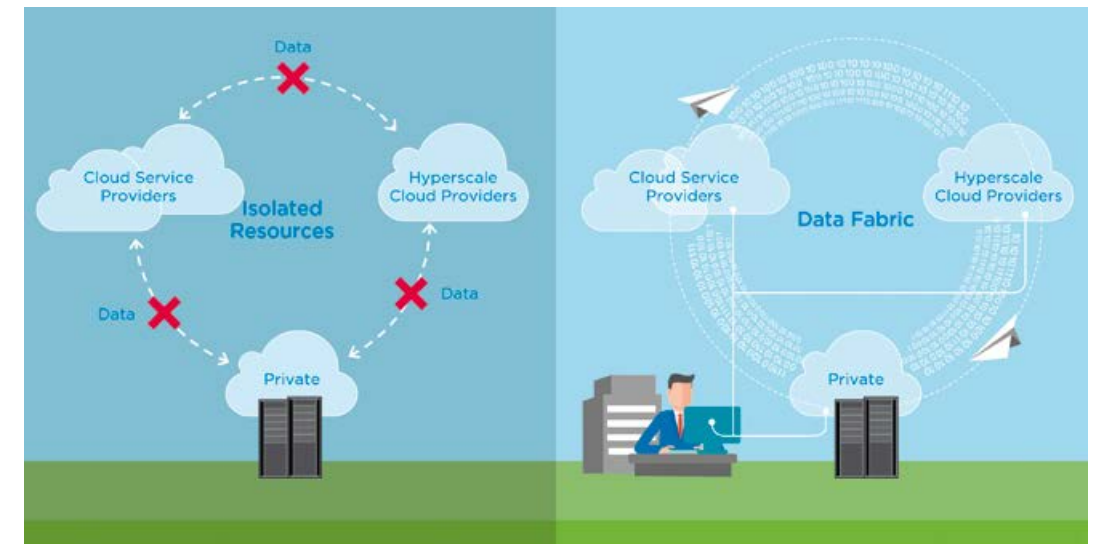 Data
Cloud Service
Providers
Hyperscale
Cloud Providers
Isolated
Resources
Data
Data
Private
Cloud Service
Providers
Hyperscale
Cloud Providers
Data Fabric
Private